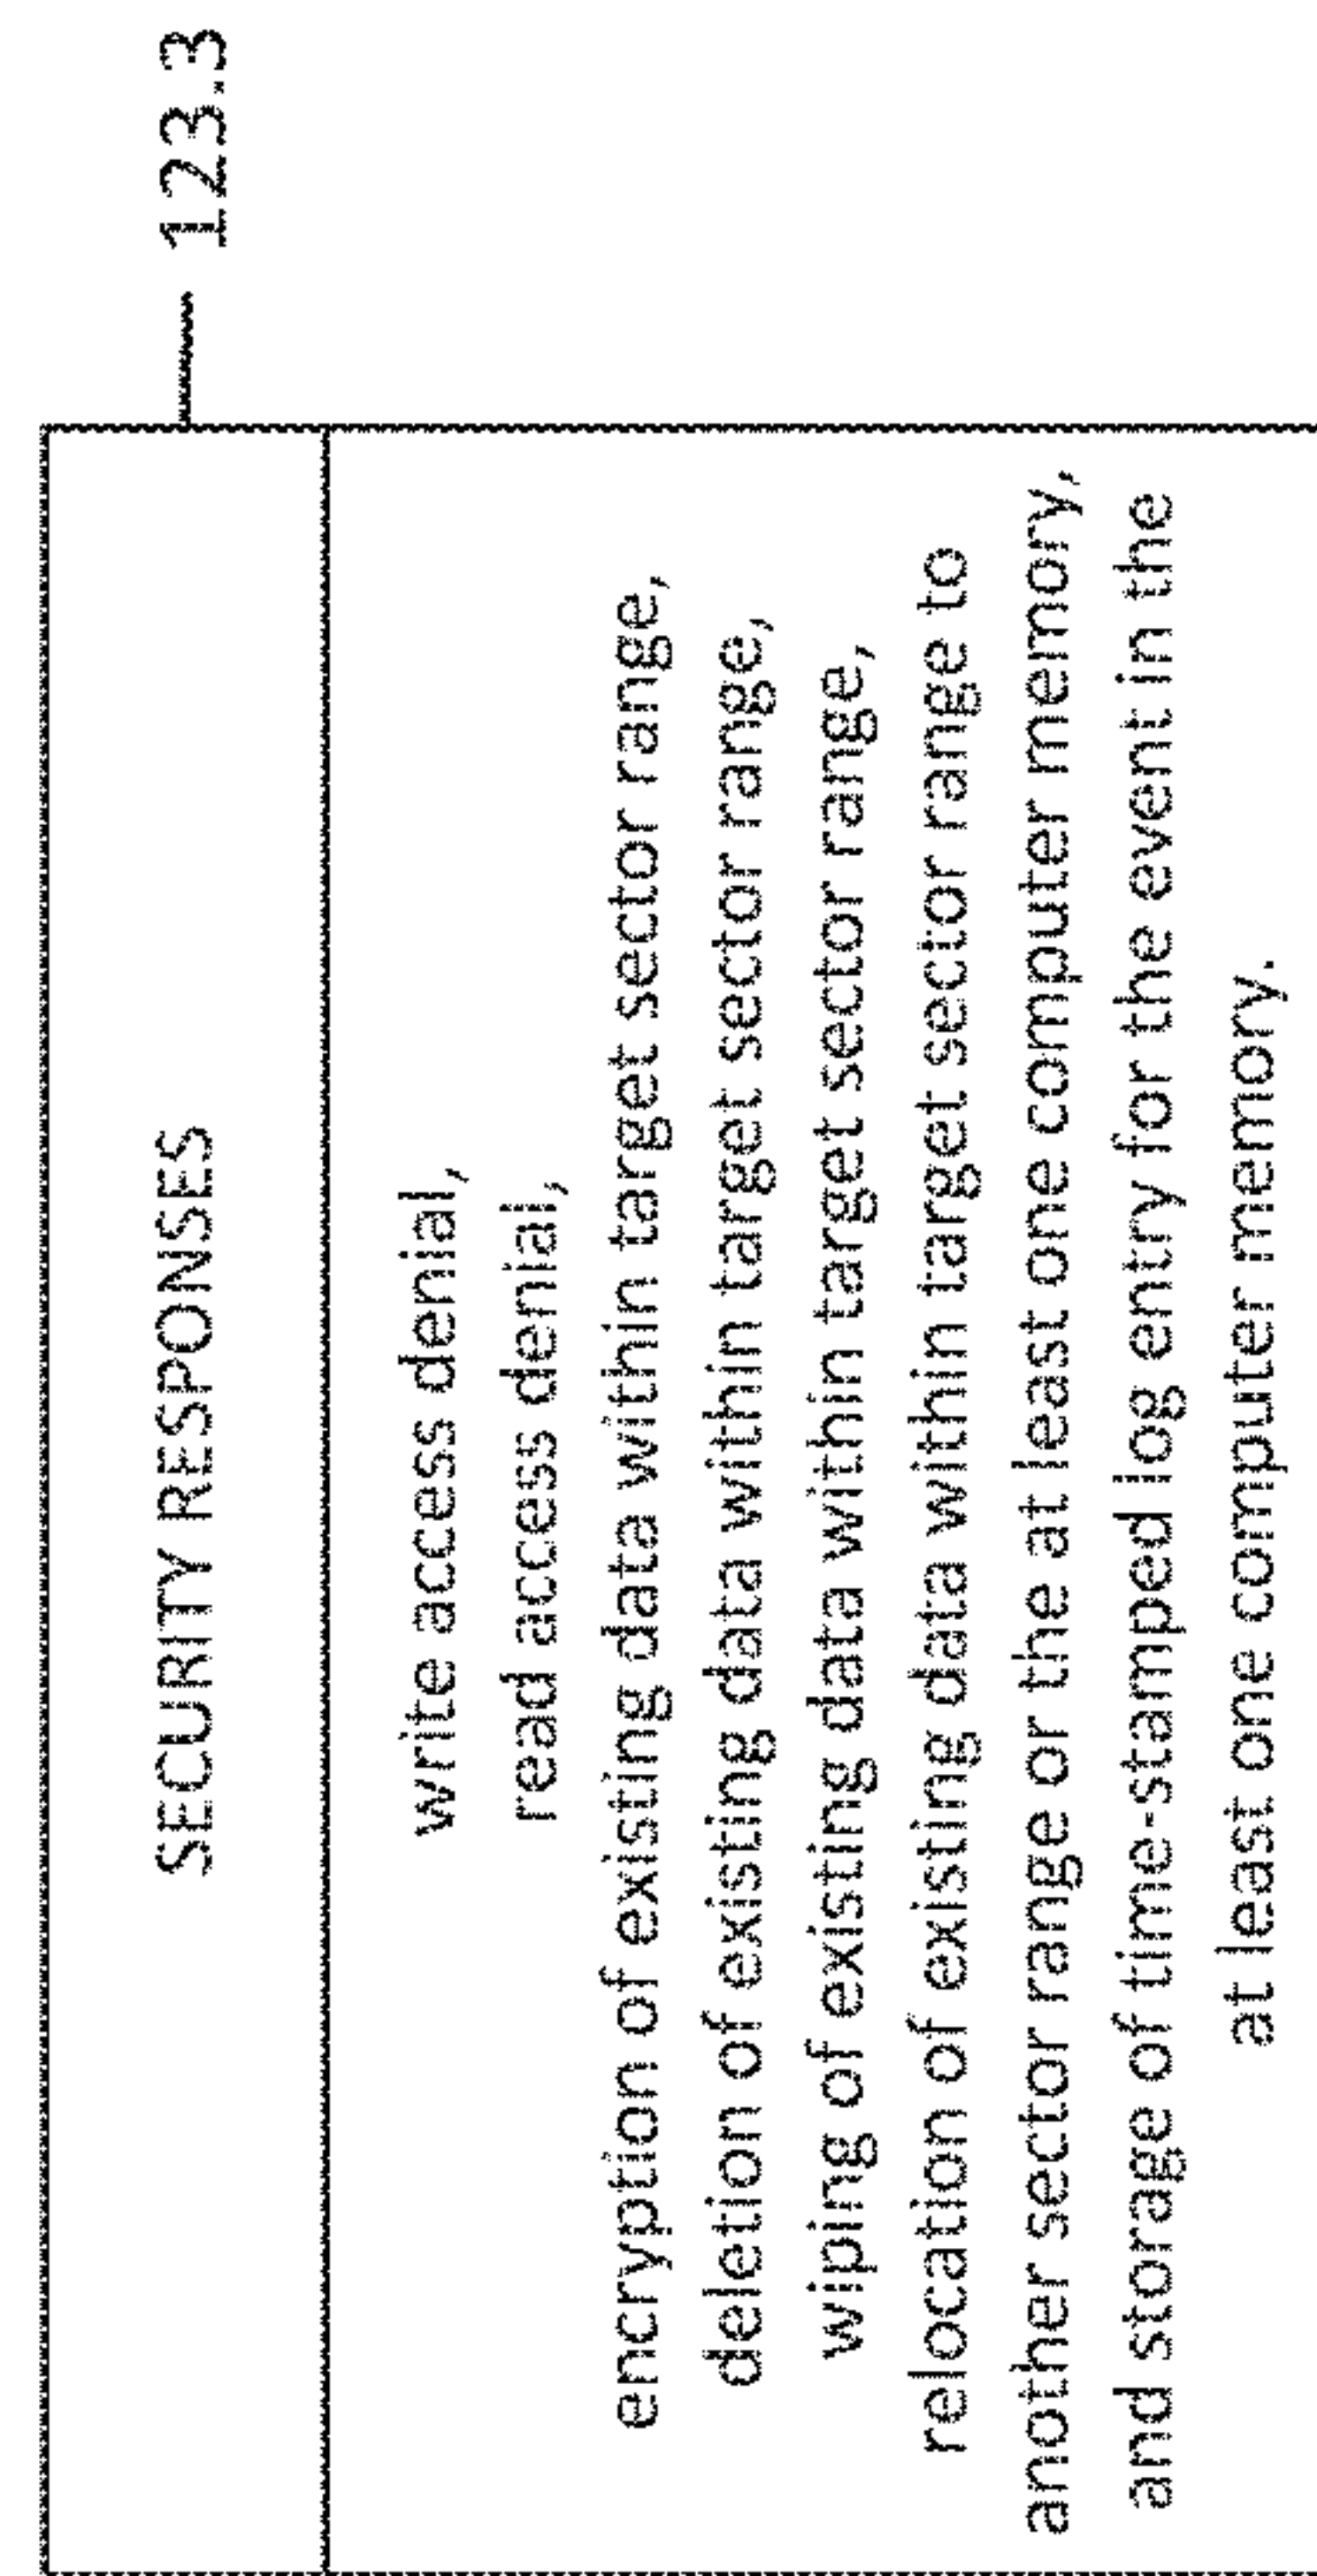 SECURITY RESPONSES
123.3
write access denial,
read access denial,
encryption of existing data within target sector range,
deletion of existing data within target sector range,
wiping of existing data within target sector range,
relocation of existing data within target sector range to
another sector range or the at least one computer memory,
and storage of time-stamped log entry for the event in the
at least one computer memory.